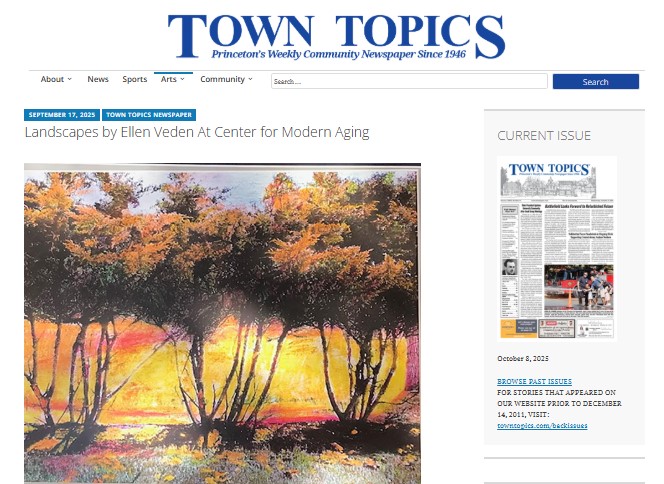 TOWN TOPICS
Princeton's Weekly Community Newspaper Since 1946
About
News
Sports
Arts
Community
Search....
Search
SEPTEMBER 17, 2025
TOWN TOPICS NEWSPAPER
Landscapes by Ellen Veden At Center for Modern Aging
CURRENT ISSUE
TOWN TOPICS
October 8, 2025
BROWSE PAST ISSUES
FOR STORIES THAT APPEARED ON
OUR WEBSITE PRIOR TO DECEMBER
14, 2011, VISIT:
towntopics.com/backissues